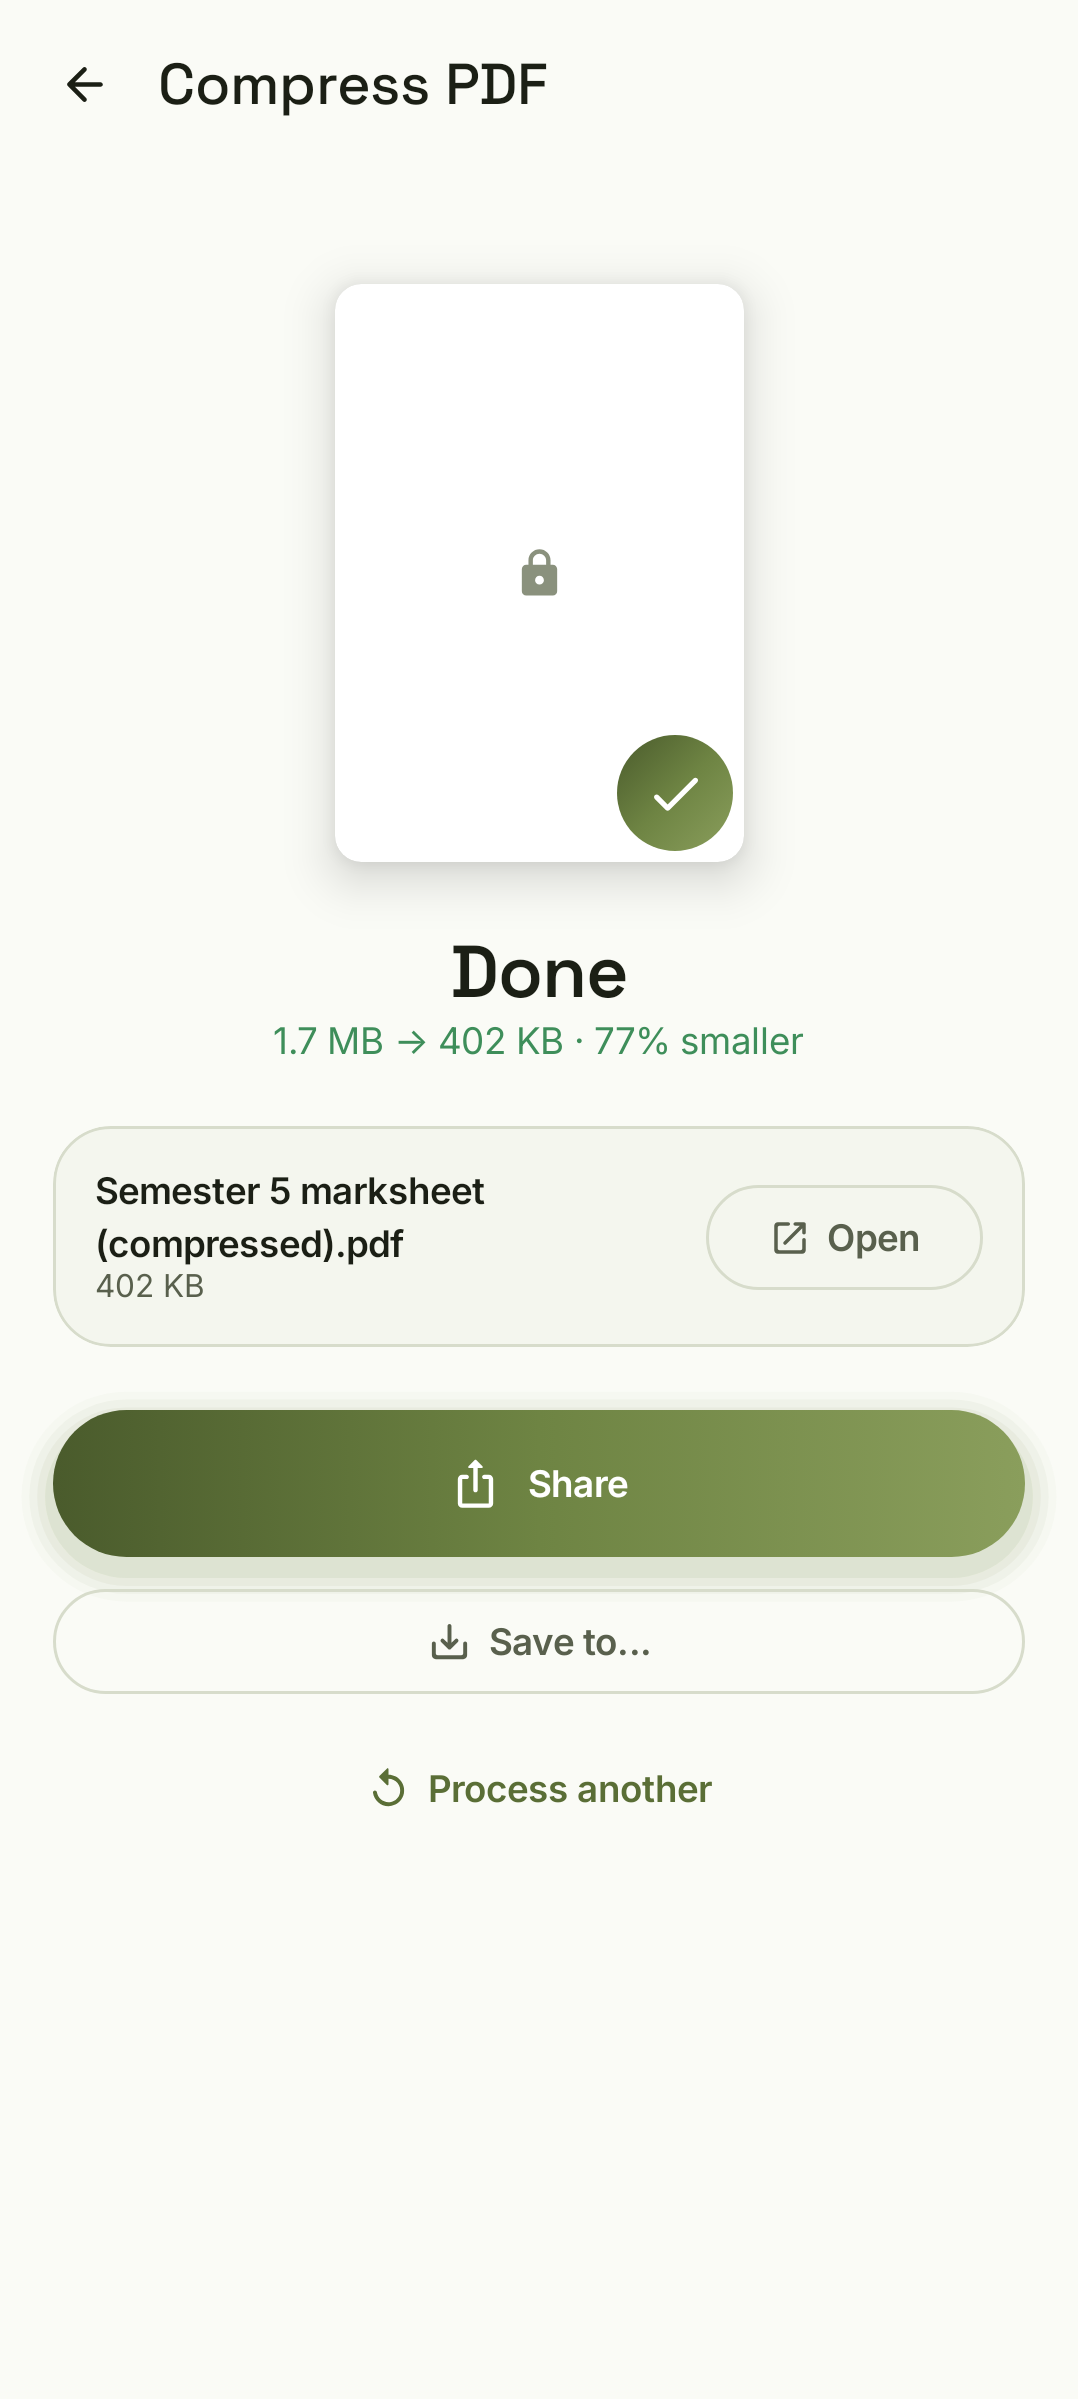 Compress PDF
Done
1.7 MB → 402 KB · 77% smaller
Semester 5 marksheet
(compressed).pdf
402 KB
Open
Share
Save to...
Process another